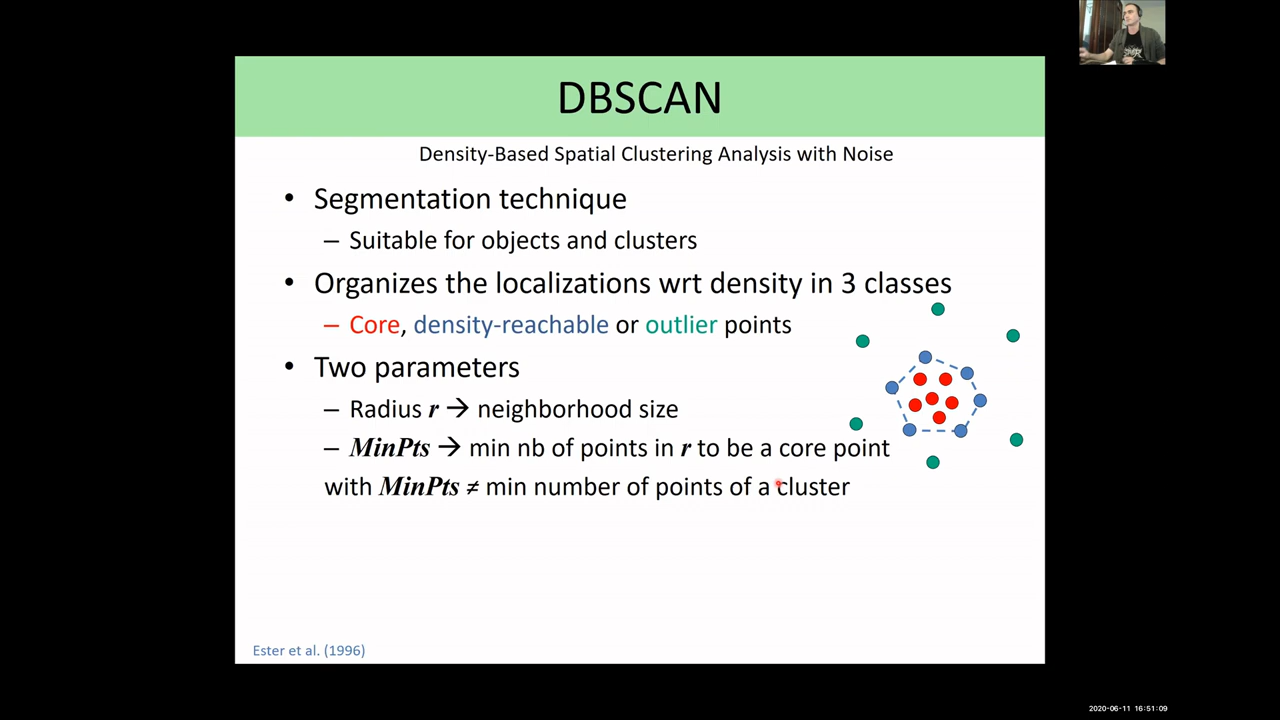 DBSCAN
Density-Based Spatial Clustering Analysis with Noise
• Segmentation technique
– Suitable for objects and clusters
• Organizes the localizations wrt density in 3 classes
– Core, density-reachable or outlier points
• Two parameters
– Radius r → neighborhood size
– MinPts → min nb of points in r to be a core point
with MinPts ≠ min number of points of a cluster
Ester et al. (1996)
2020-06-11 16:51:09